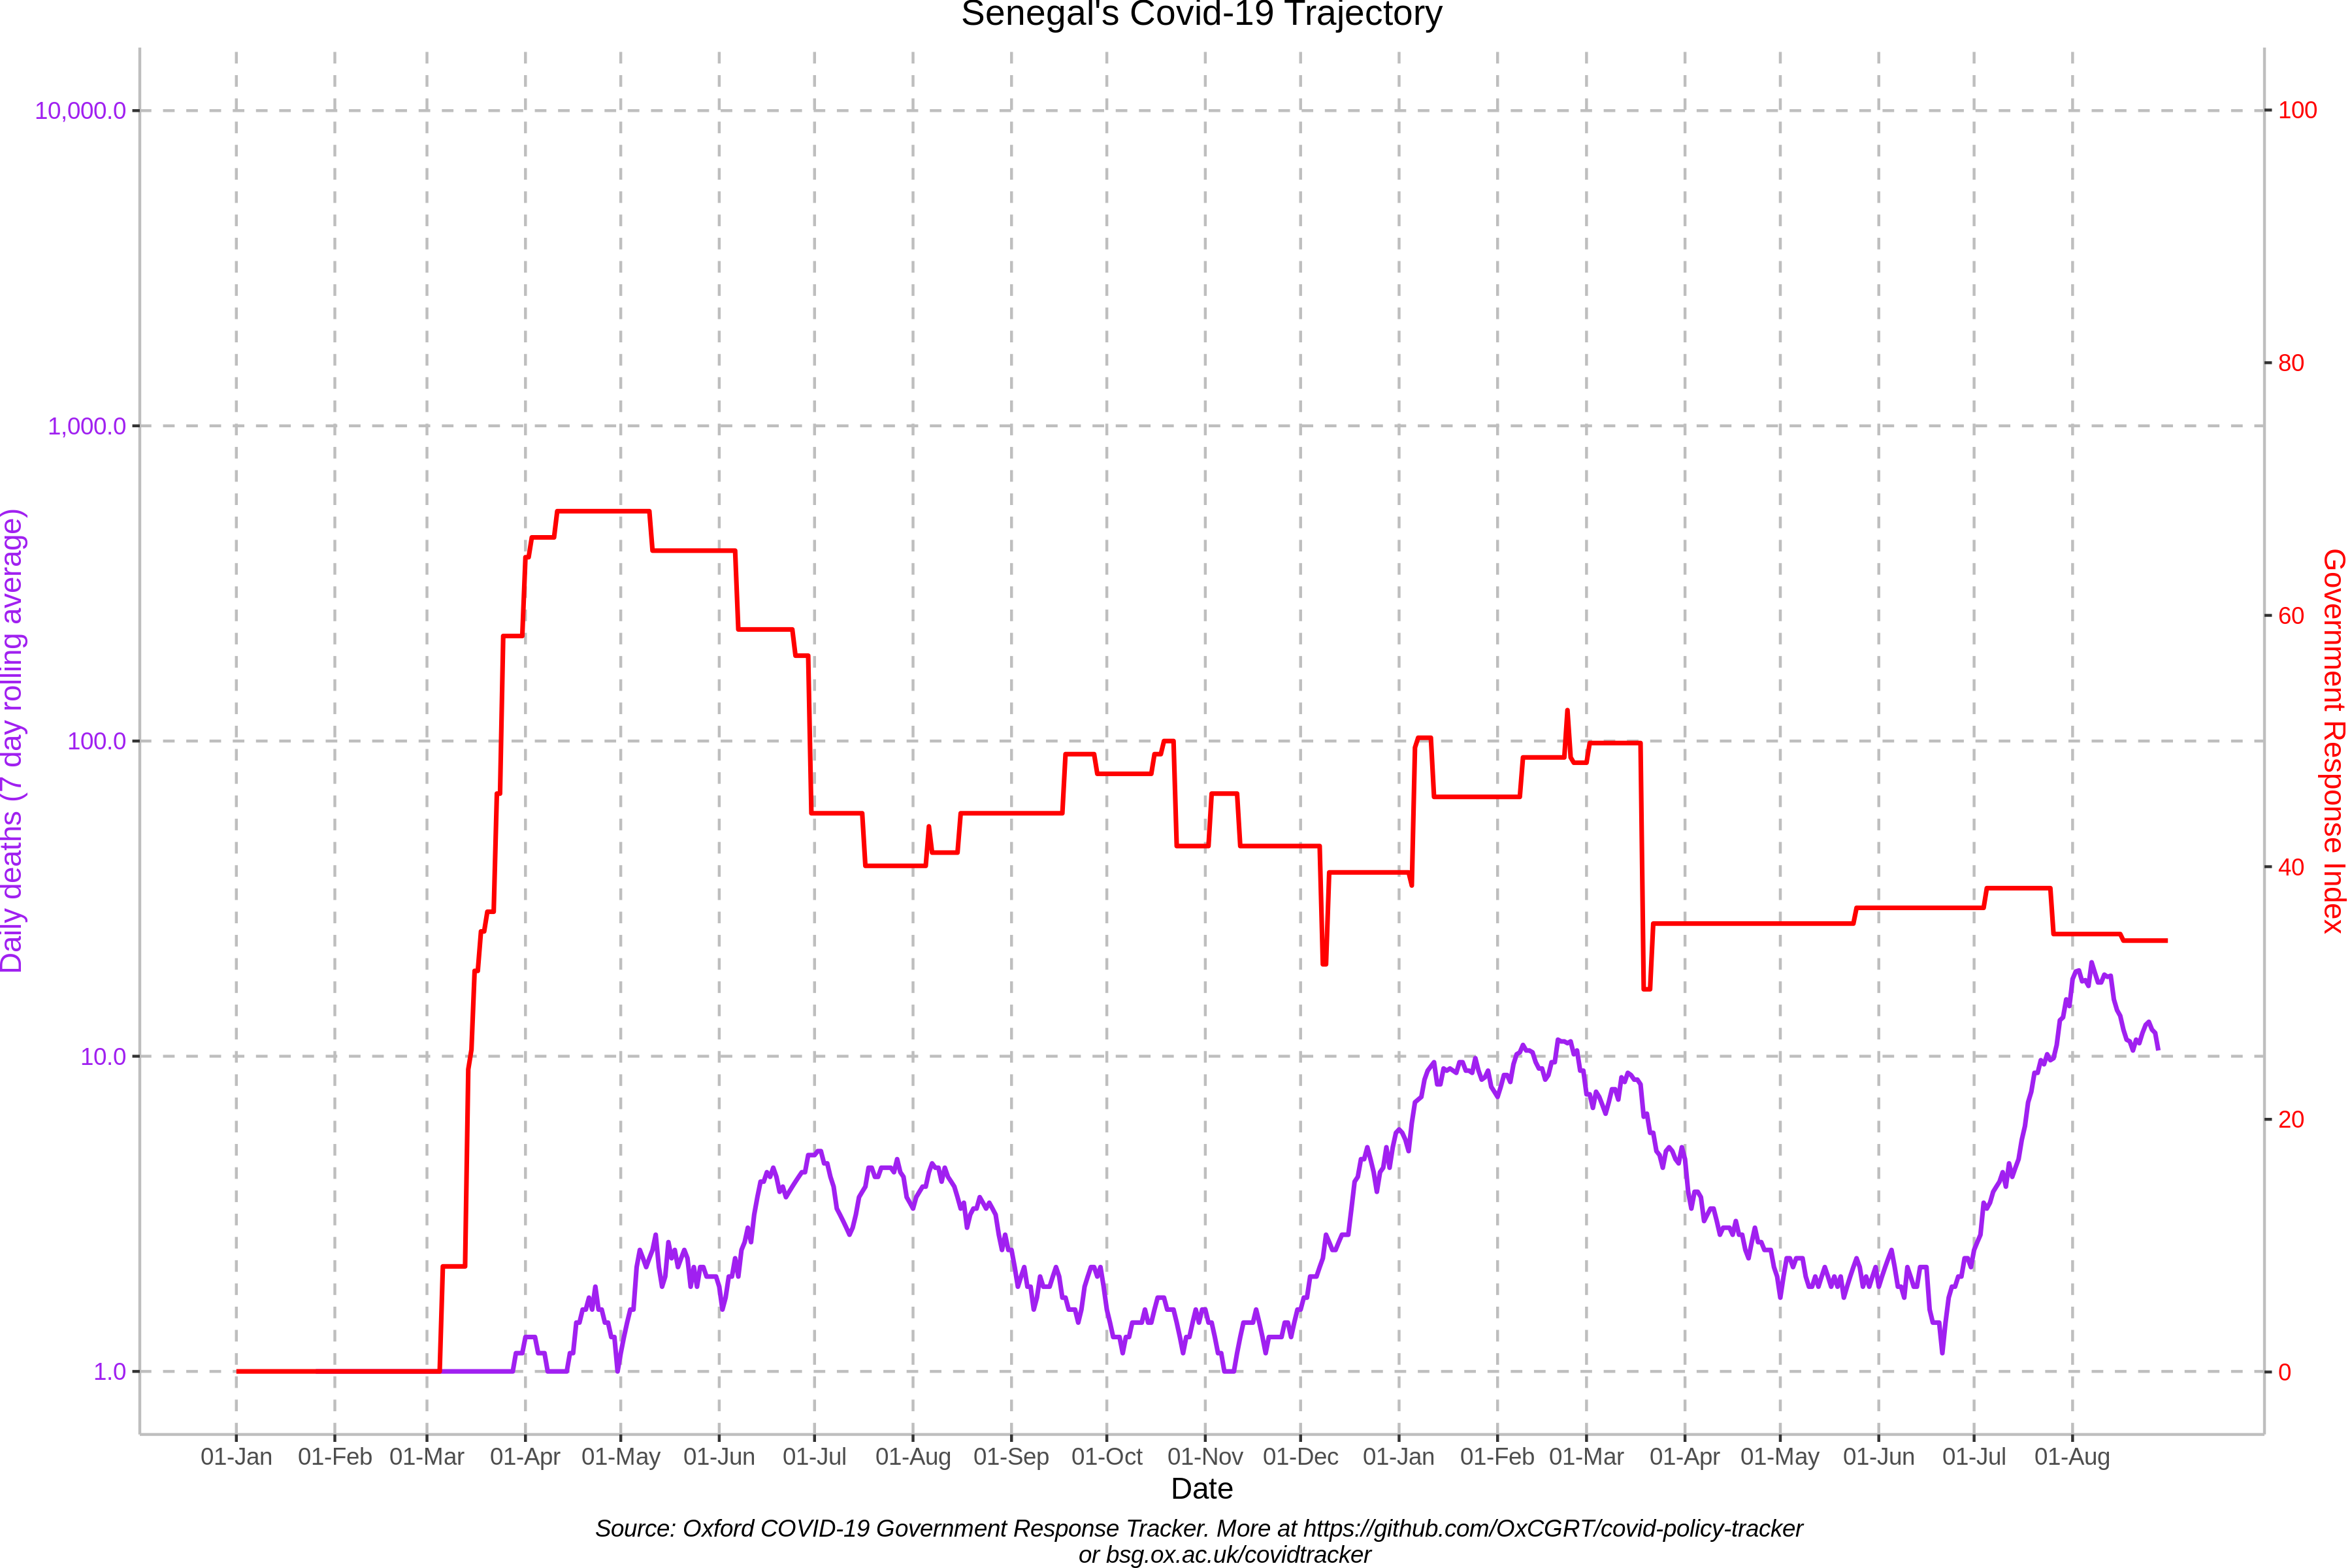 Senegal's Covid-19 Trajectory
10,000.0
1,000.0
100.0
10.0
1.0
Daily deaths (7 day rolling average)
100
80
60
40
20
0
Government Response Index
01-Jan 01-Feb 01-Mar 01-Apr 01-May 01-Jun 01-Jul 01-Aug 01-Sep 01-Oct 01-Nov 01-Dec 01-Jan 01-Feb 01-Mar 01-Apr 01-May 01-Jun 01-Jul 01-Aug
Date
Source: Oxford COVID-19 Government Response Tracker. More at https://github.com/OxCGRT/covid-policy-tracker
or bsg.ox.ac.uk/covidtracker